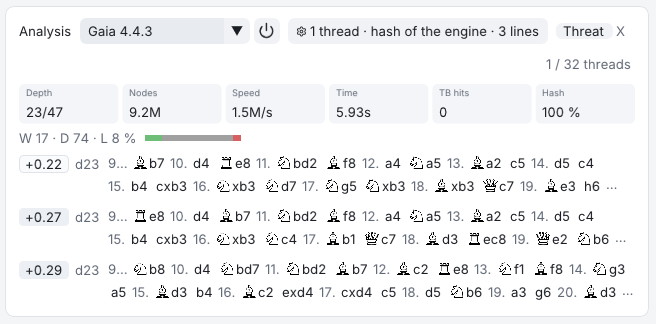 Analysis Gaia 4.4.3 ▼ 1 thread · hash of the engine · 3 lines Threat X
1 / 32 threads
Depth Nodes Speed Time TB hits Hash
23/47 9.2M 1.5M/s 5.93s 0 100 %
W 17 · D 74 · L 8 %
+0.22 d23 9... ♗b7 10. d4 ♖e8 11. ♘bd2 ♗f8 12. a4 ♘a5 13. ♗a2 c5 14. d5 c4
15. b4 cxb3 16. ♘xb3 ♘d7 17. ♘g5 ♘xb3 18. ♗xb3 ♕c7 19. ♗e3 h6 ...
+0.27 d23 9... ♖e8 10. d4 ♗b7 11. ♘bd2 ♗f8 12. a4 ♘a5 13. ♗a2 c5 14. d5 c4
15. b4 cxb3 16. ♘xb3 ♘c4 17. ♗b1 ♕c7 18. ♗d3 ♖ec8 19. ♕e2 ♘b6 ...
+0.29 d23 9... ♘b8 10. d4 ♘bd7 11. ♘bd2 ♗b7 12. ♗c2 ♖e8 13. ♘f1 ♗f8 14. ♘g3
a5 15. ♗d3 b4 16. ♗c2 exd4 17. cxd4 c5 18. d5 ♘b6 19. a3 g6 20. ♗d3 ...